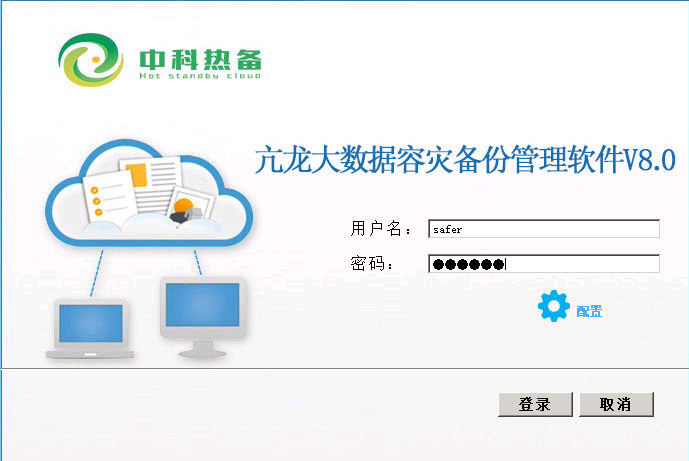 中科热备
Hot standby cloud
亢龙大数据容灾备份管理软件V8.0
用户名：
safer
密码：
●●●●●●
配置
登录
取消